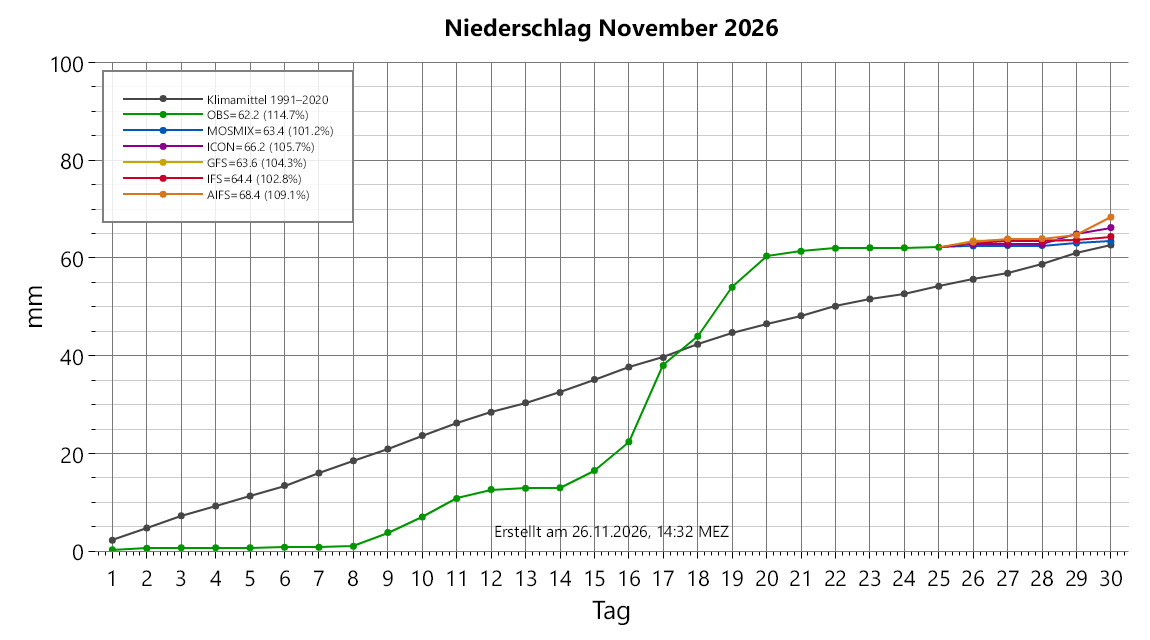 Niederschlag November 2026
mm
100
80
60
40
20
0
Klimamittel 1991–2020
OBS=62.2 (114.7%)
MOSMIX=63.4 (101.2%)
ICON=66.2 (105.7%)
GFS=63.6 (104.3%)
IFS=64.4 (102.8%)
AIFS=68.4 (109.1%)
Erstellt am 26.11.2026, 14:32 MEZ
1 2 3 4 5 6 7 8 9 10 11 12 13 14 15 16 17 18 19 20 21 22 23 24 25 26 27 28 29 30
Tag